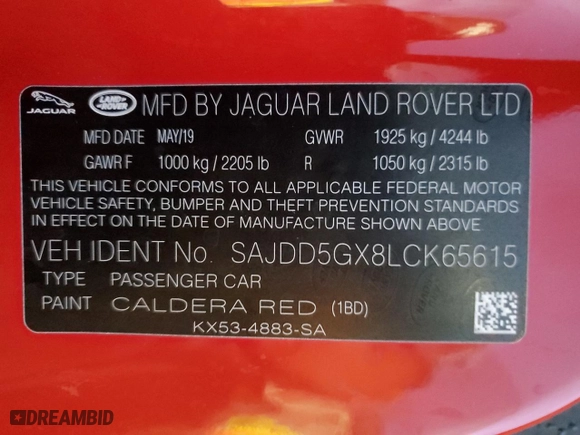 JAGUAR LAND ROVER MFD BY JAGUAR LAND ROVER LTD
MFD DATE MAY/19 GVWR 1925 kg / 4244 lb
GAWR F 1000 kg / 2205 lb R 1050 kg / 2315 lb
THIS VEHICLE CONFORMS TO ALL APPLICABLE FEDERAL MOTOR
VEHICLE SAFETY, BUMPER AND THEFT PREVENTION STANDARDS
IN EFFECT ON THE DATE OF MANUFACTURE SHOWN ABOVE
VEH IDENT No. SAJDD5GX8LCK65615
TYPE PASSENGER CAR
PAINT CALDERA RED (1BD)
KX53-4883-SA
DREAMBID